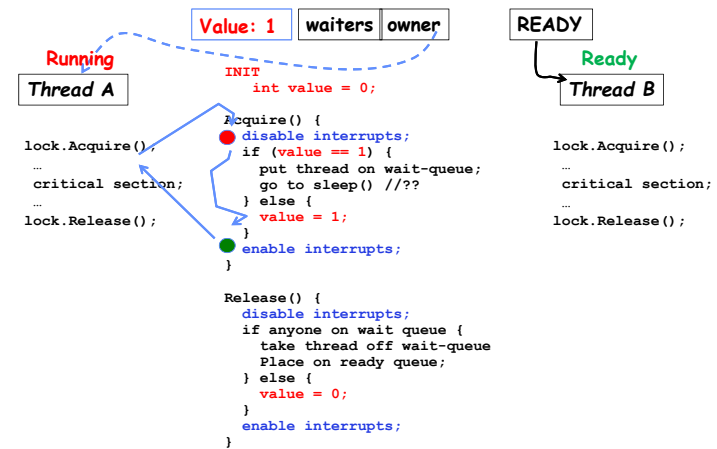 Value: 1 waiters owner READY
Running Ready
Thread A Thread B
INIT
int value = 0;
Acquire() {
disable interrupts;
if (value == 1) {
put thread on wait-queue;
go to sleep() //??
} else {
value = 1;
}
enable interrupts;
}
lock.Acquire();
…
critical section;
…
lock.Release();
lock.Acquire();
…
critical section;
…
lock.Release();
Release() {
disable interrupts;
if anyone on wait queue {
take thread off wait-queue
Place on ready queue;
} else {
value = 0;
}
enable interrupts;
}